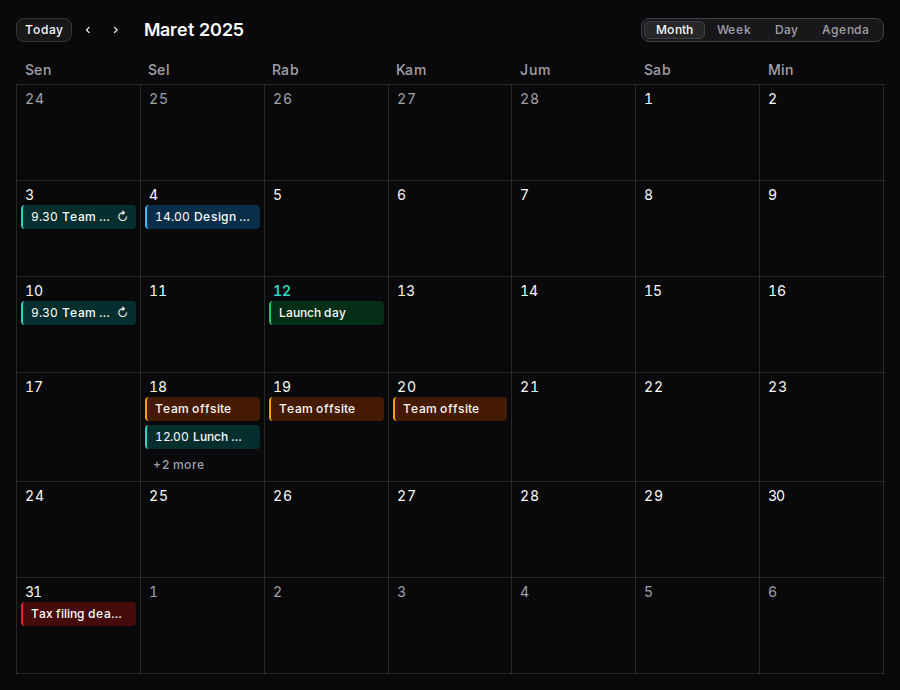 Today ‹ › Maret 2025 Month Week Day Agenda
Sen Sel Rab Kam Jum Sab Min
24 25 26 27 28 1 2
3 4 5 6 7 8 9
9.30 Team ... 14.00 Design ...
10 11 12 13 14 15 16
9.30 Team ... Launch day
17 18 19 20 21 22 23
Team offsite Team offsite Team offsite
12.00 Lunch ...
+2 more
24 25 26 27 28 29 30
31 1 2 3 4 5 6
Tax filing dea...